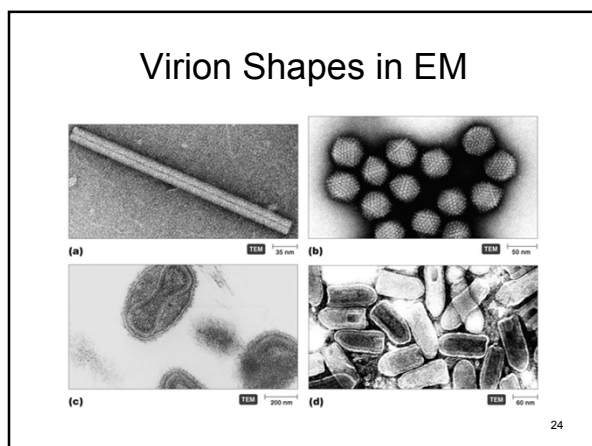 Virion Shapes in EM
(a) TEM 35 nm
(b) TEM 50 nm
(c) TEM 200 nm
(d) TEM 60 nm
24